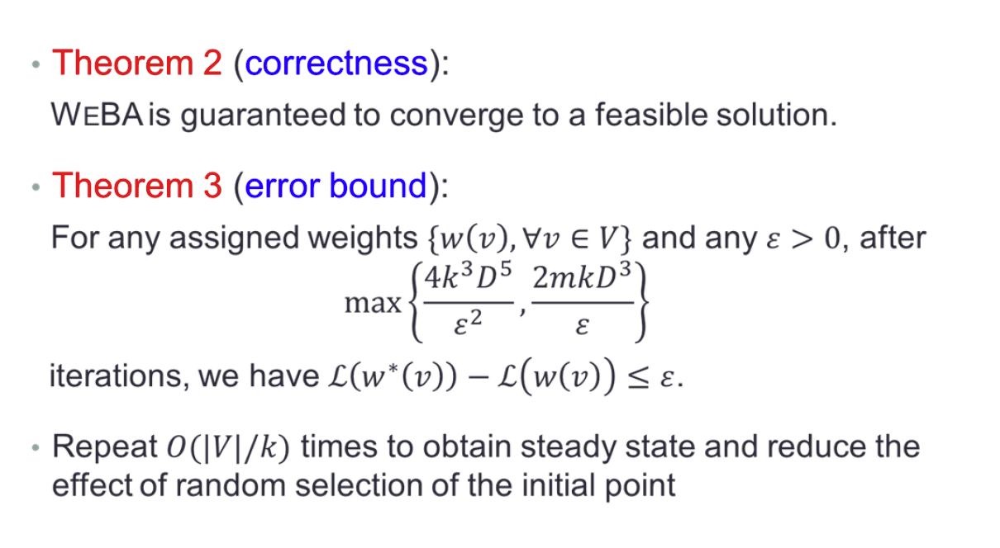 • Theorem 2 (correctness):
WEBA is guaranteed to converge to a feasible solution.
• Theorem 3 (error bound):
For any assigned weights {w(v), ∀v ∈ V} and any ε > 0, after
max {4k³D⁵/ε², 2mkD³/ε}
iterations, we have ℒ(w*(v)) − ℒ(w(v)) ≤ ε.
• Repeat O(|V|/k) times to obtain steady state and reduce the
effect of random selection of the initial point